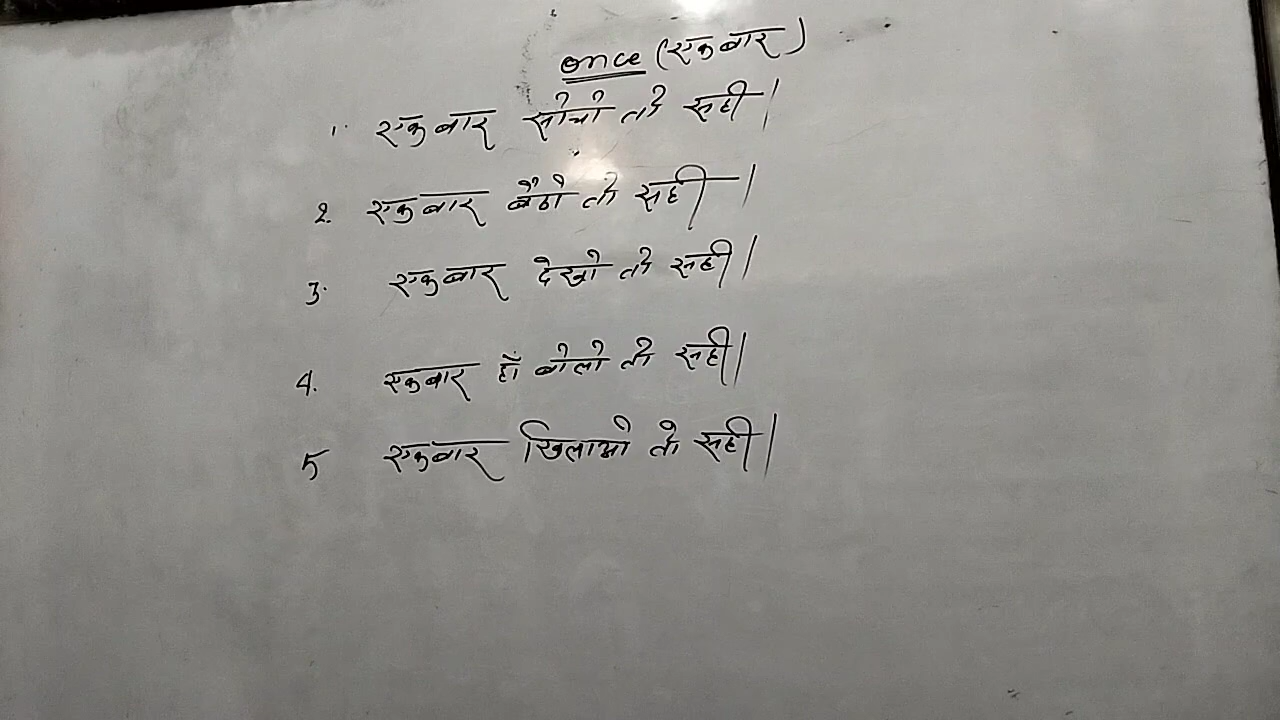 once (एकबार)
1. एकबार सोचो तो सही।
2. एकबार बैठो तो सही ।
3. एकबार देखो तो सही।
4. एकबार हाँ बोलो तो सही।
5 एकबार खिलाओ तो सही।